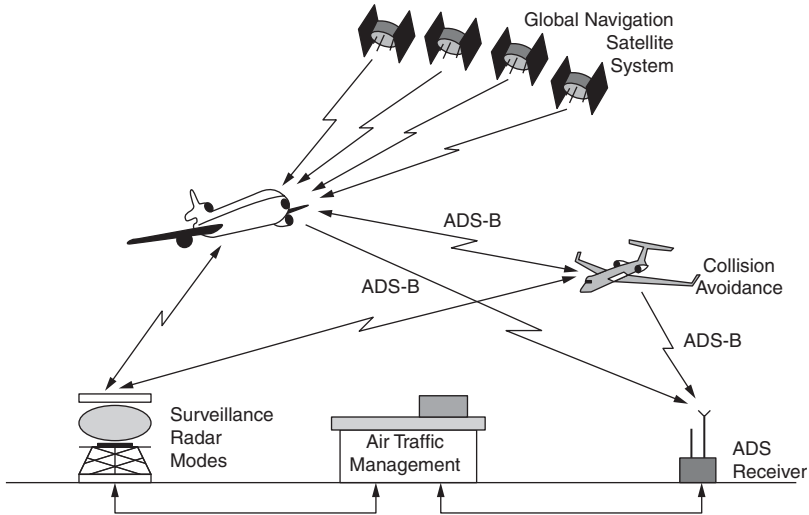 Global Navigation
Satellite
System
ADS-B
Collision
Avoidance
ADS-B
ADS-B
Surveillance
Radar
Modes
Air Traffic
Management
ADS
Receiver